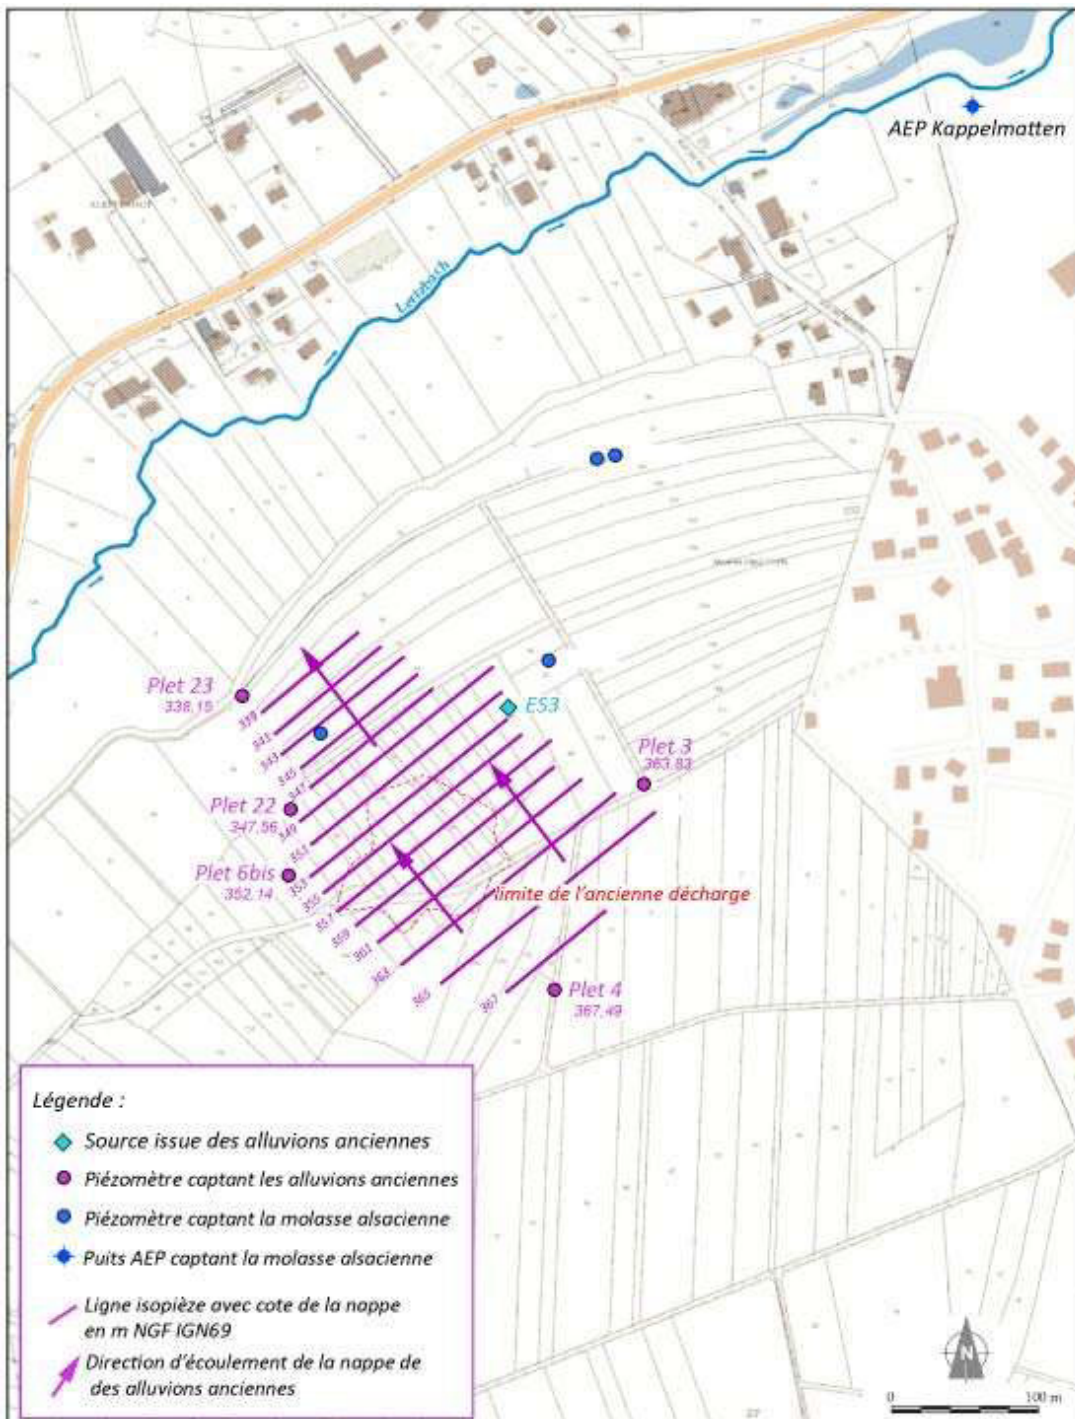 AEP Kappelmatten
Lertzbach
Plet 23
338.15
ES3
Plet 3
363.83
Plet 22
347.56
Plet 6bis
352.14
339
341
343
345
347
349
351
353
355
357
359
361
363
365
367
limite de l'ancienne décharge
Plet 4
367.49
Légende :
Source issue des alluvions anciennes
Piézomètre captant les alluvions anciennes
Piézomètre captant la molasse alsacienne
Puits AEP captant la molasse alsacienne
Ligne isopièze avec cote de la nappe
en m NGF IGN69
Direction d'écoulement de la nappe de
des alluvions anciennes
N
0 100 m